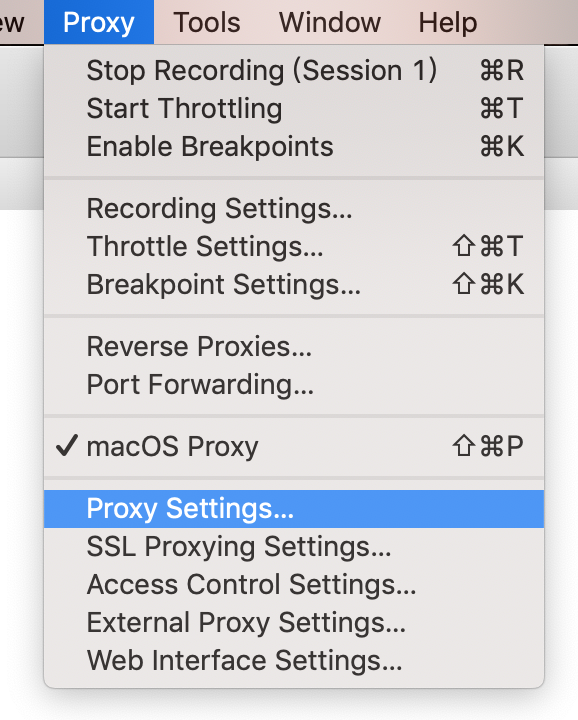 ew Proxy Tools Window Help
Stop Recording (Session 1) ⌘R
Start Throttling ⌘T
Enable Breakpoints ⌘K
Recording Settings...
Throttle Settings... ⇧⌘T
Breakpoint Settings... ⇧⌘K
Reverse Proxies...
Port Forwarding...
✓ macOS Proxy ⇧⌘P
Proxy Settings...
SSL Proxying Settings...
Access Control Settings...
External Proxy Settings...
Web Interface Settings...